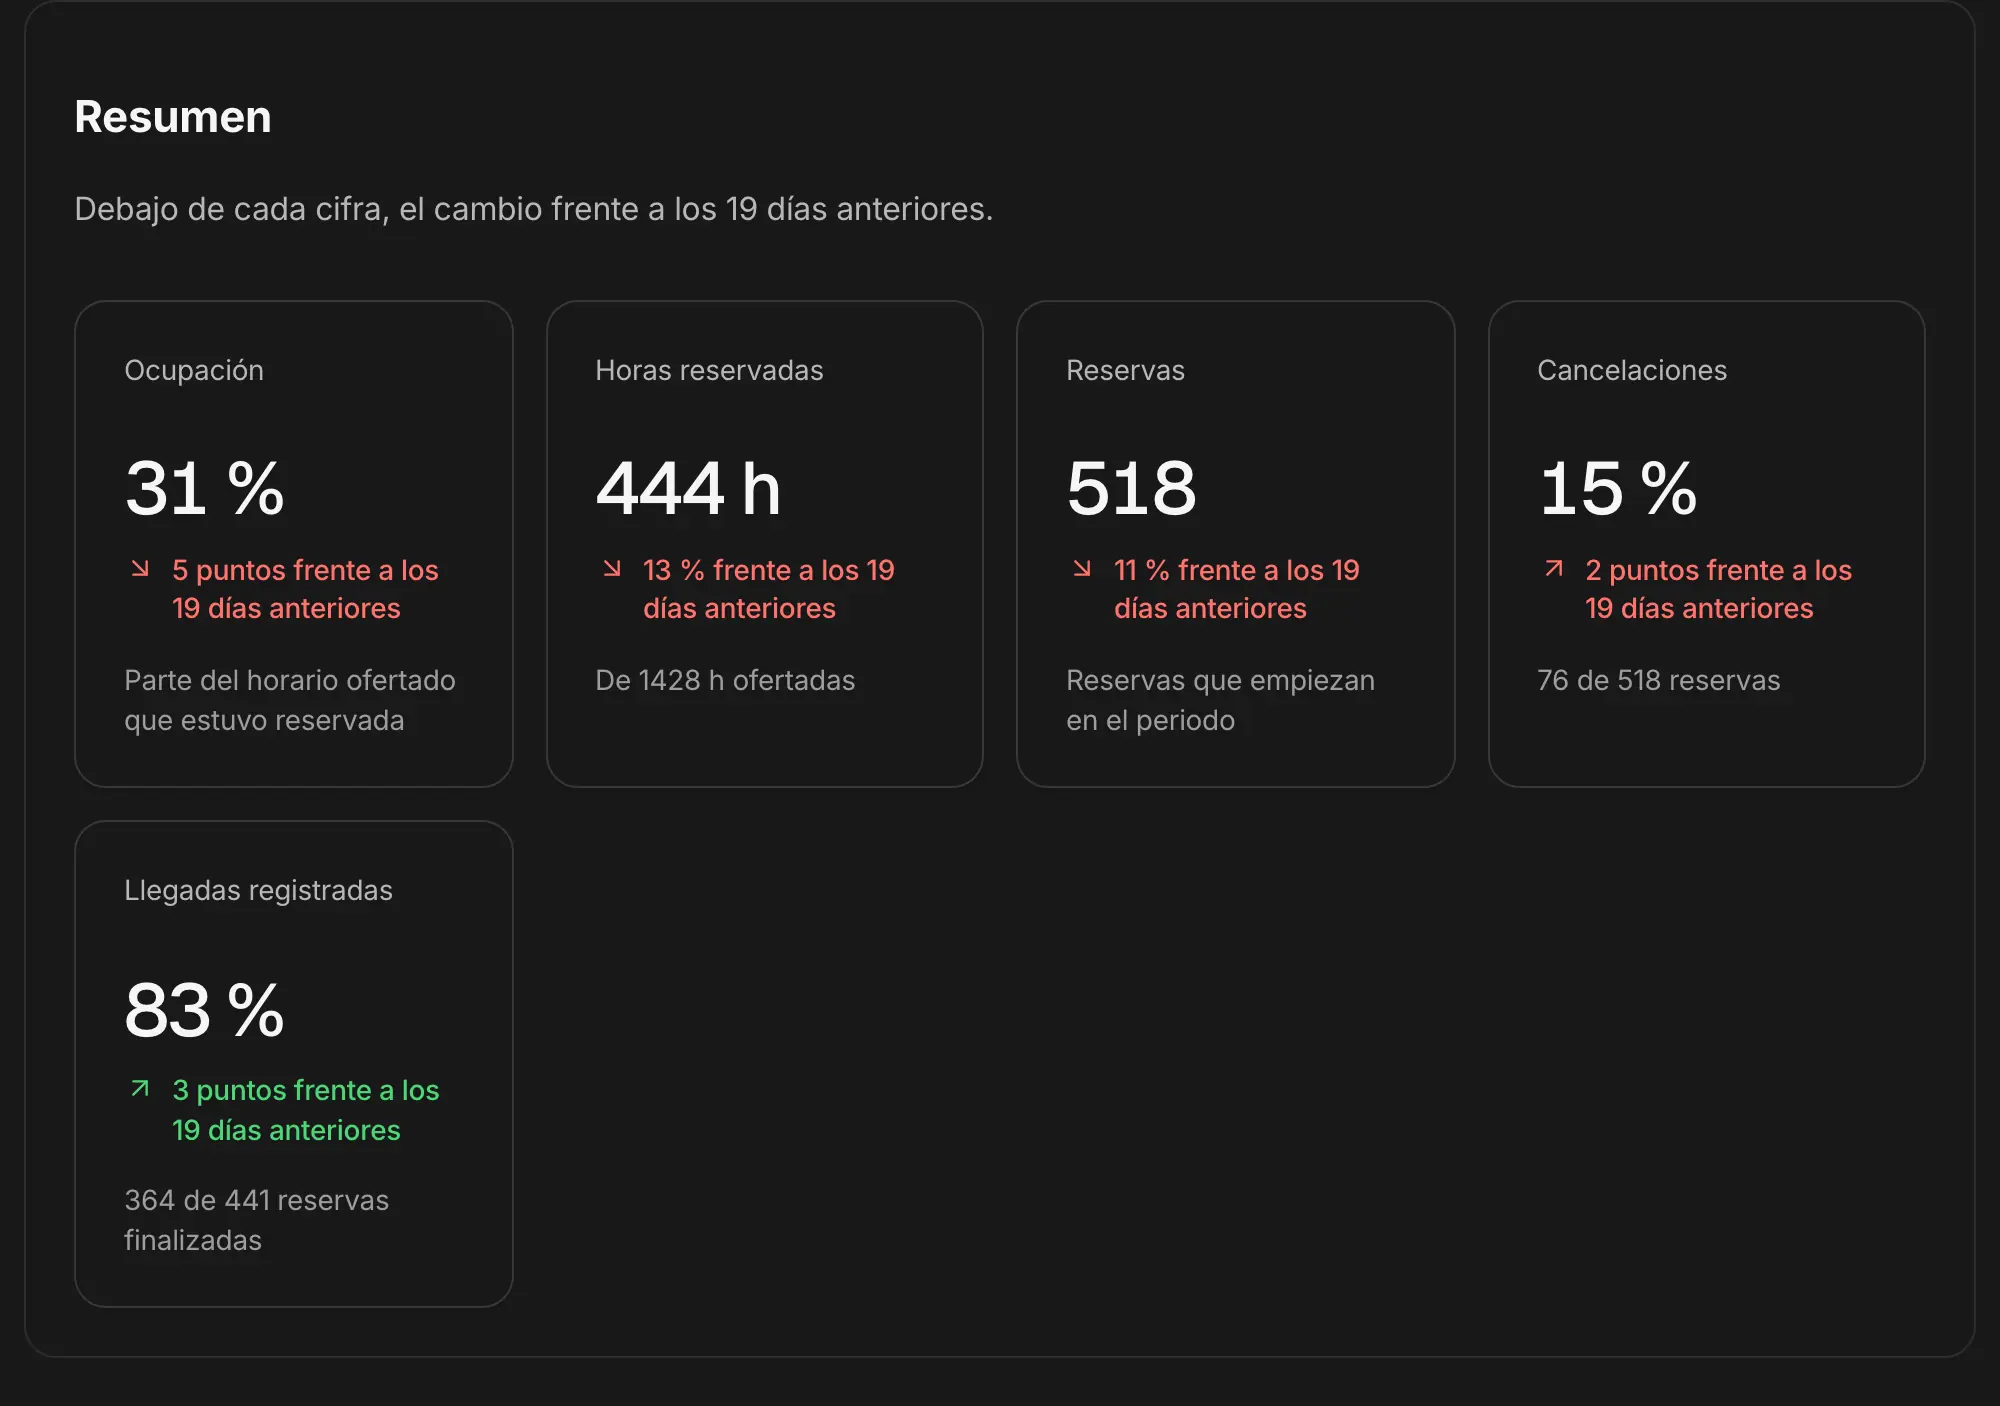 Resumen
Debajo de cada cifra, el cambio frente a los 19 días anteriores.
Ocupación
31 %
5 puntos frente a los
19 días anteriores
Parte del horario ofertado
que estuvo reservada
Horas reservadas
444 h
13 % frente a los 19
días anteriores
De 1428 h ofertadas
Reservas
518
11 % frente a los 19
días anteriores
Reservas que empiezan
en el periodo
Cancelaciones
15 %
2 puntos frente a los
19 días anteriores
76 de 518 reservas
Llegadas registradas
83 %
3 puntos frente a los
19 días anteriores
364 de 441 reservas
finalizadas